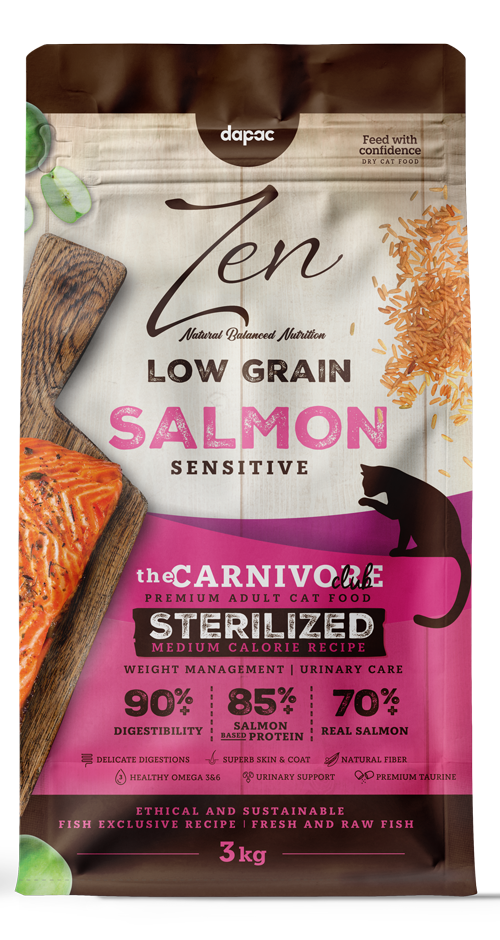 dapac
Feed with
confidence
DRY CAT FOOD
Zen
Natural Balanced Nutrition
LOW GRAIN
SALMON
SENSITIVE
theCARNIVORE club
PREMIUM ADULT CAT FOOD
STERILIZED
MEDIUM CALORIE RECIPE
WEIGHT MANAGEMENT | URINARY CARE
90%+ 85%+ 70%+
DIGESTIBILITY SALMON REAL SALMON
BASED PROTEIN
DELICATE DIGESTIONS SUPERB SKIN & COAT NATURAL FIBER
HEALTHY OMEGA 3&6 URINARY SUPPORT PREMIUM TAURINE
ETHICAL AND SUSTAINABLE
FISH EXCLUSIVE RECIPE | FRESH AND RAW FISH
3kg